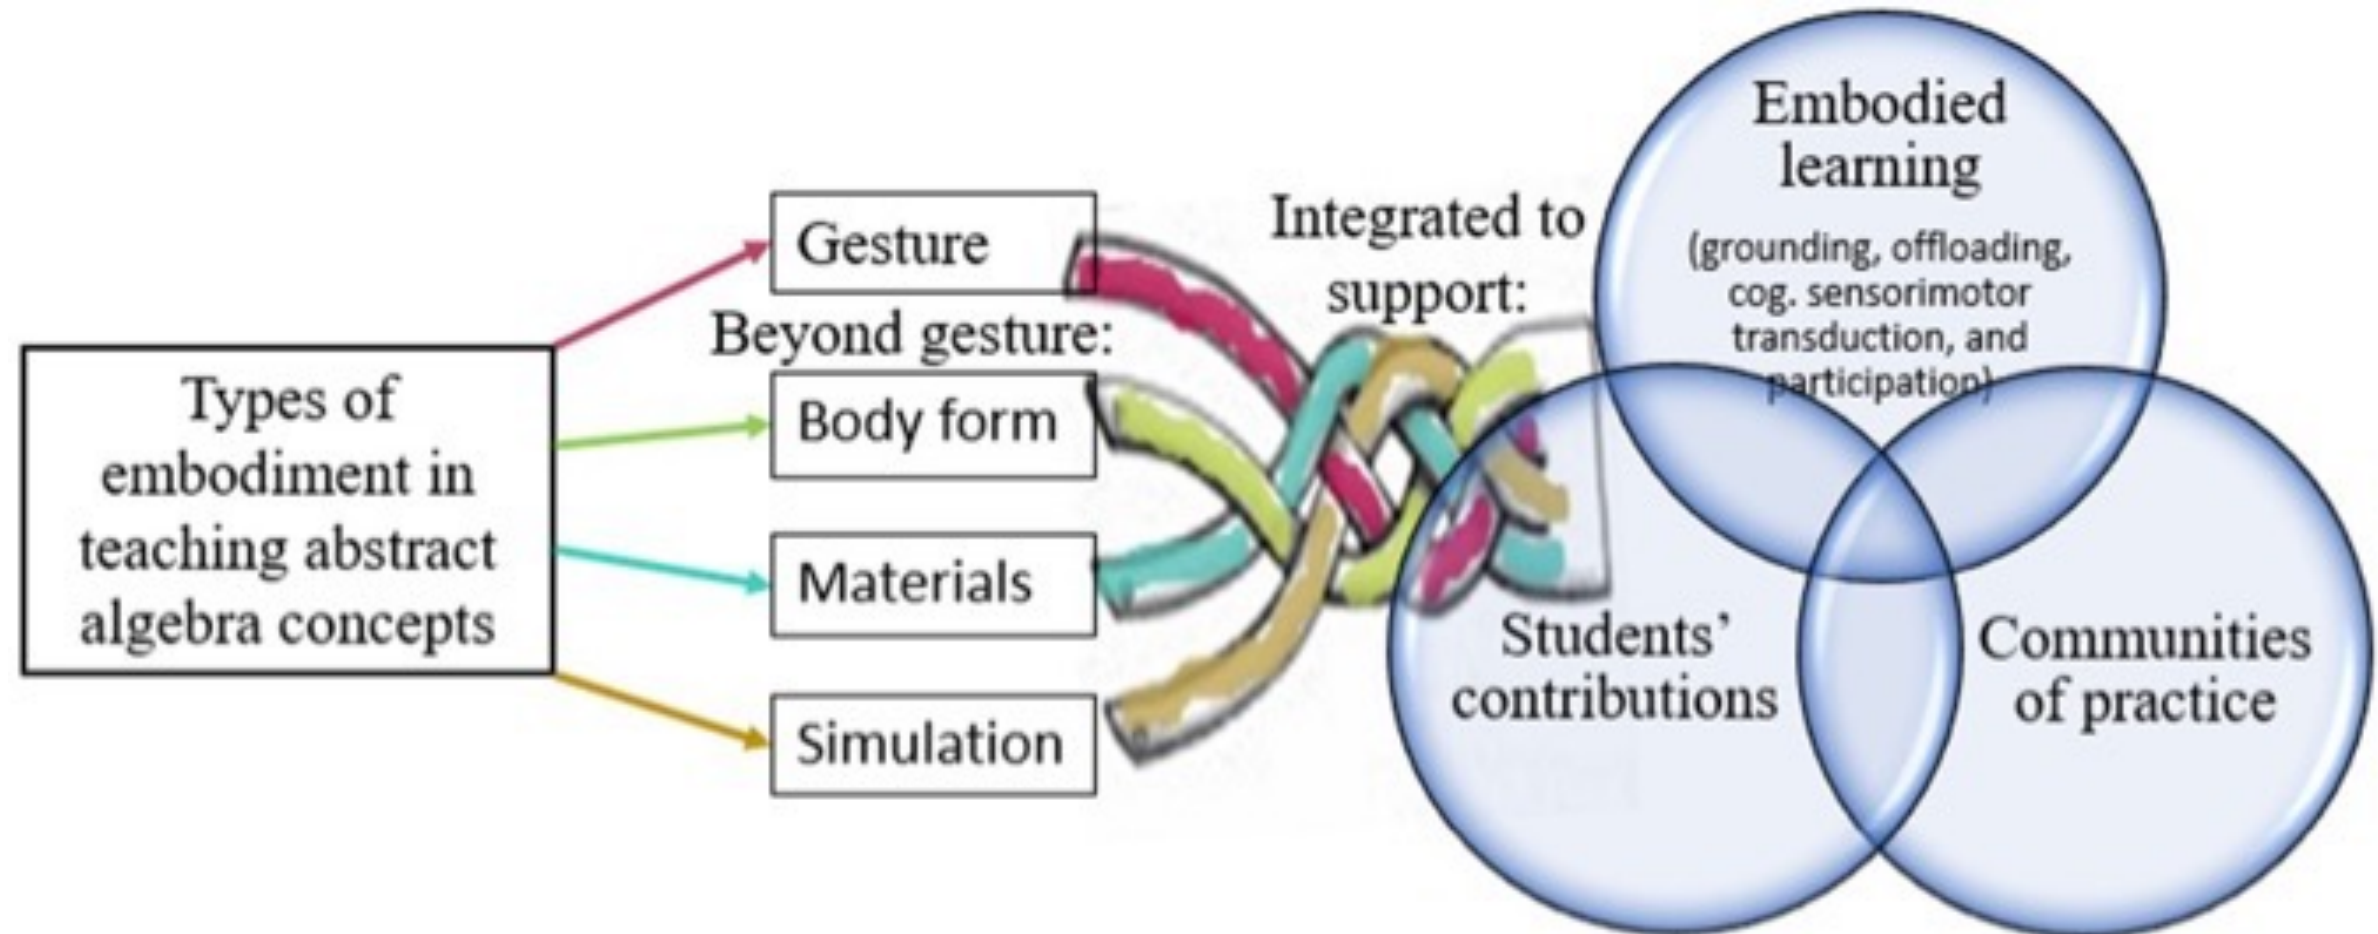 Types of
embodiment in
teaching abstract
algebra concepts
Gesture
Beyond gesture:
Body form
Materials
Simulation
Integrated to
support:
Embodied
learning
(grounding, offloading,
cog. sensorimotor
transduction, and
participation)
Students’
contributions
Communities
of practice